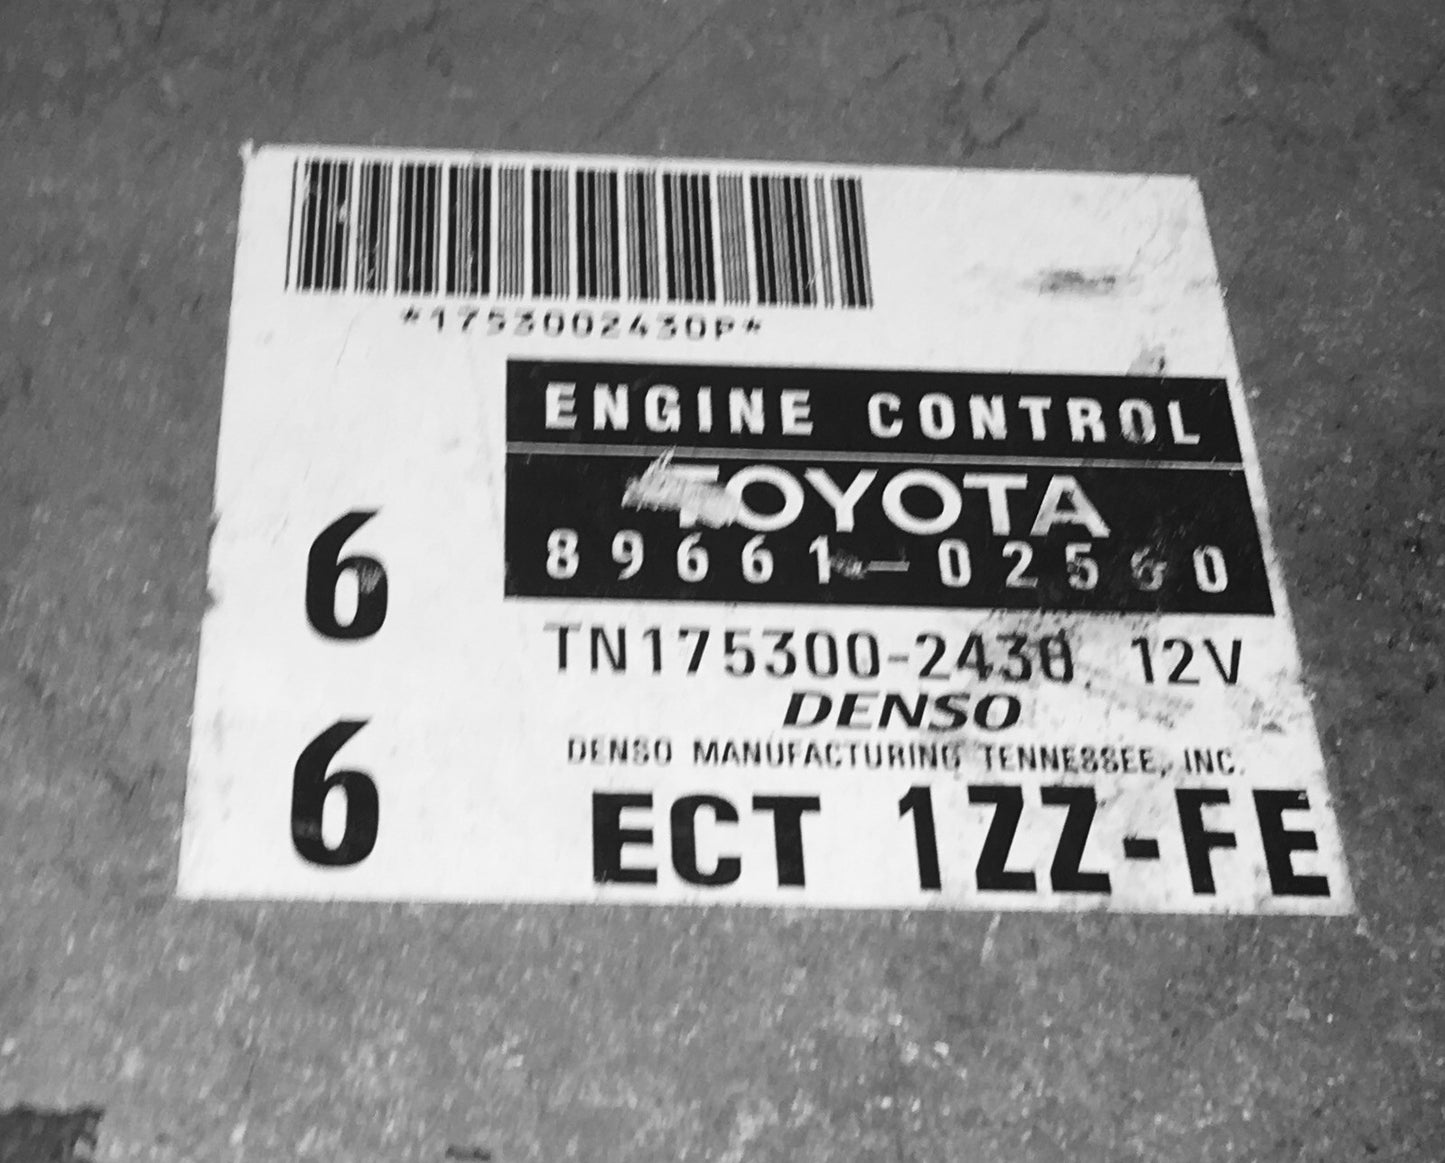 *1753002430P*
ENGINE CONTROL
TOYOTA
89661-02560
6
TN175300-2430 12V
DENSO
DENSO MANUFACTURING TENNESSEE, INC.
6
ECT 1ZZ-FE